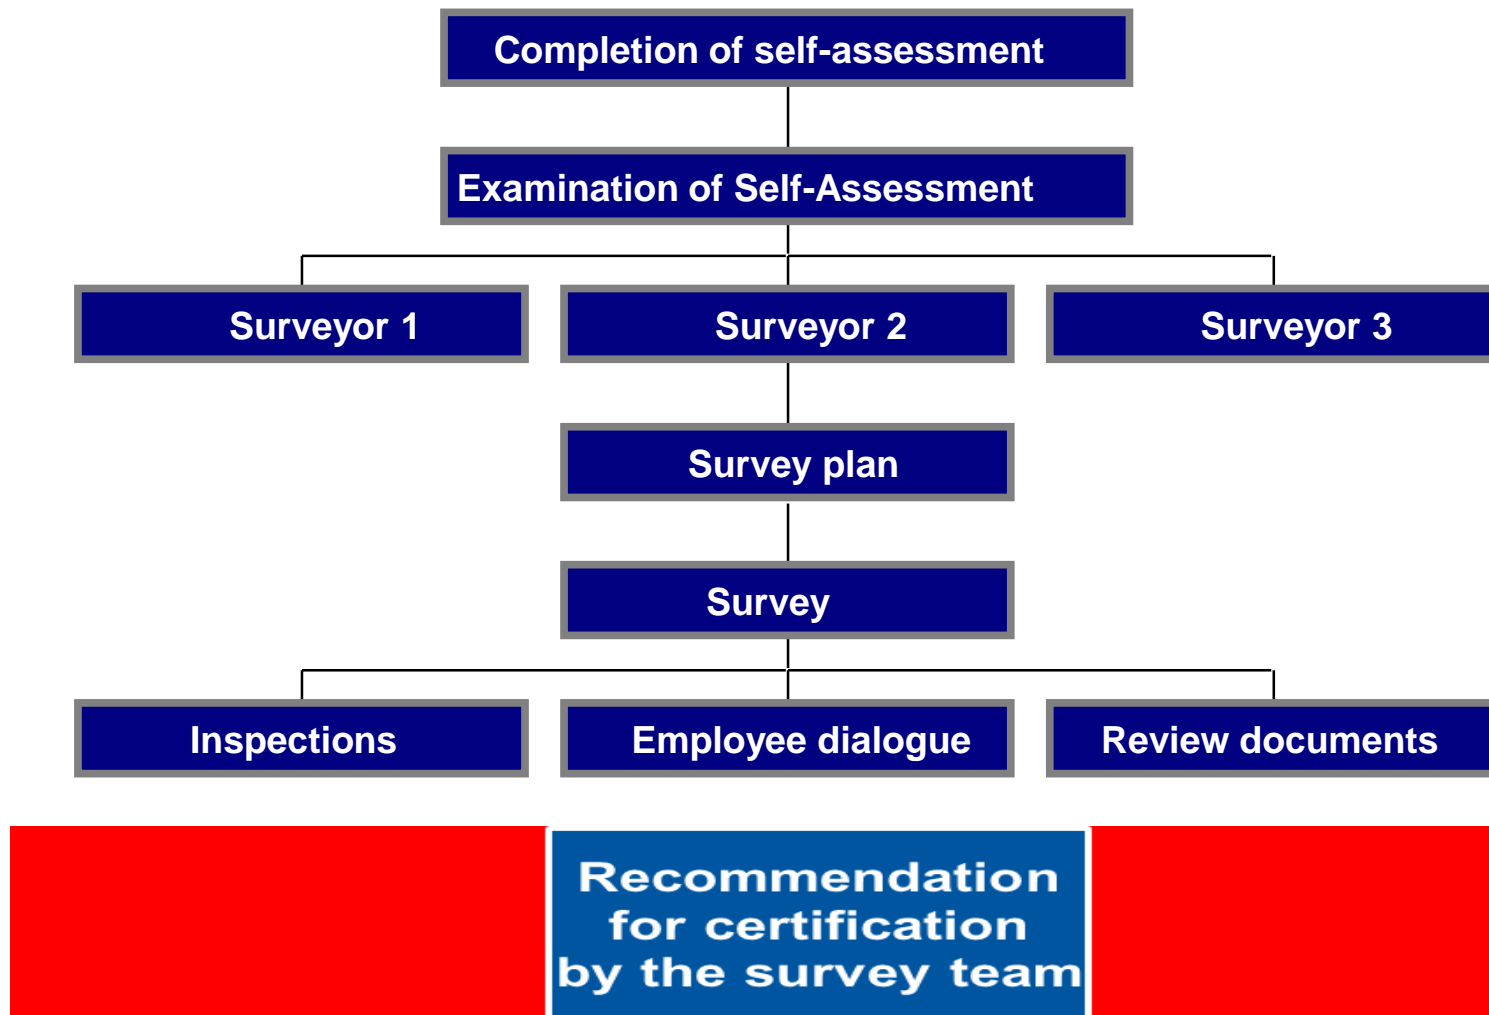 Completion of self-assessment
Examination of Self-Assessment
Surveyor 1
Surveyor 2
Surveyor 3
Survey plan
Survey
Inspections
Employee dialogue
Review documents
Recommendation
for certification
by the survey team